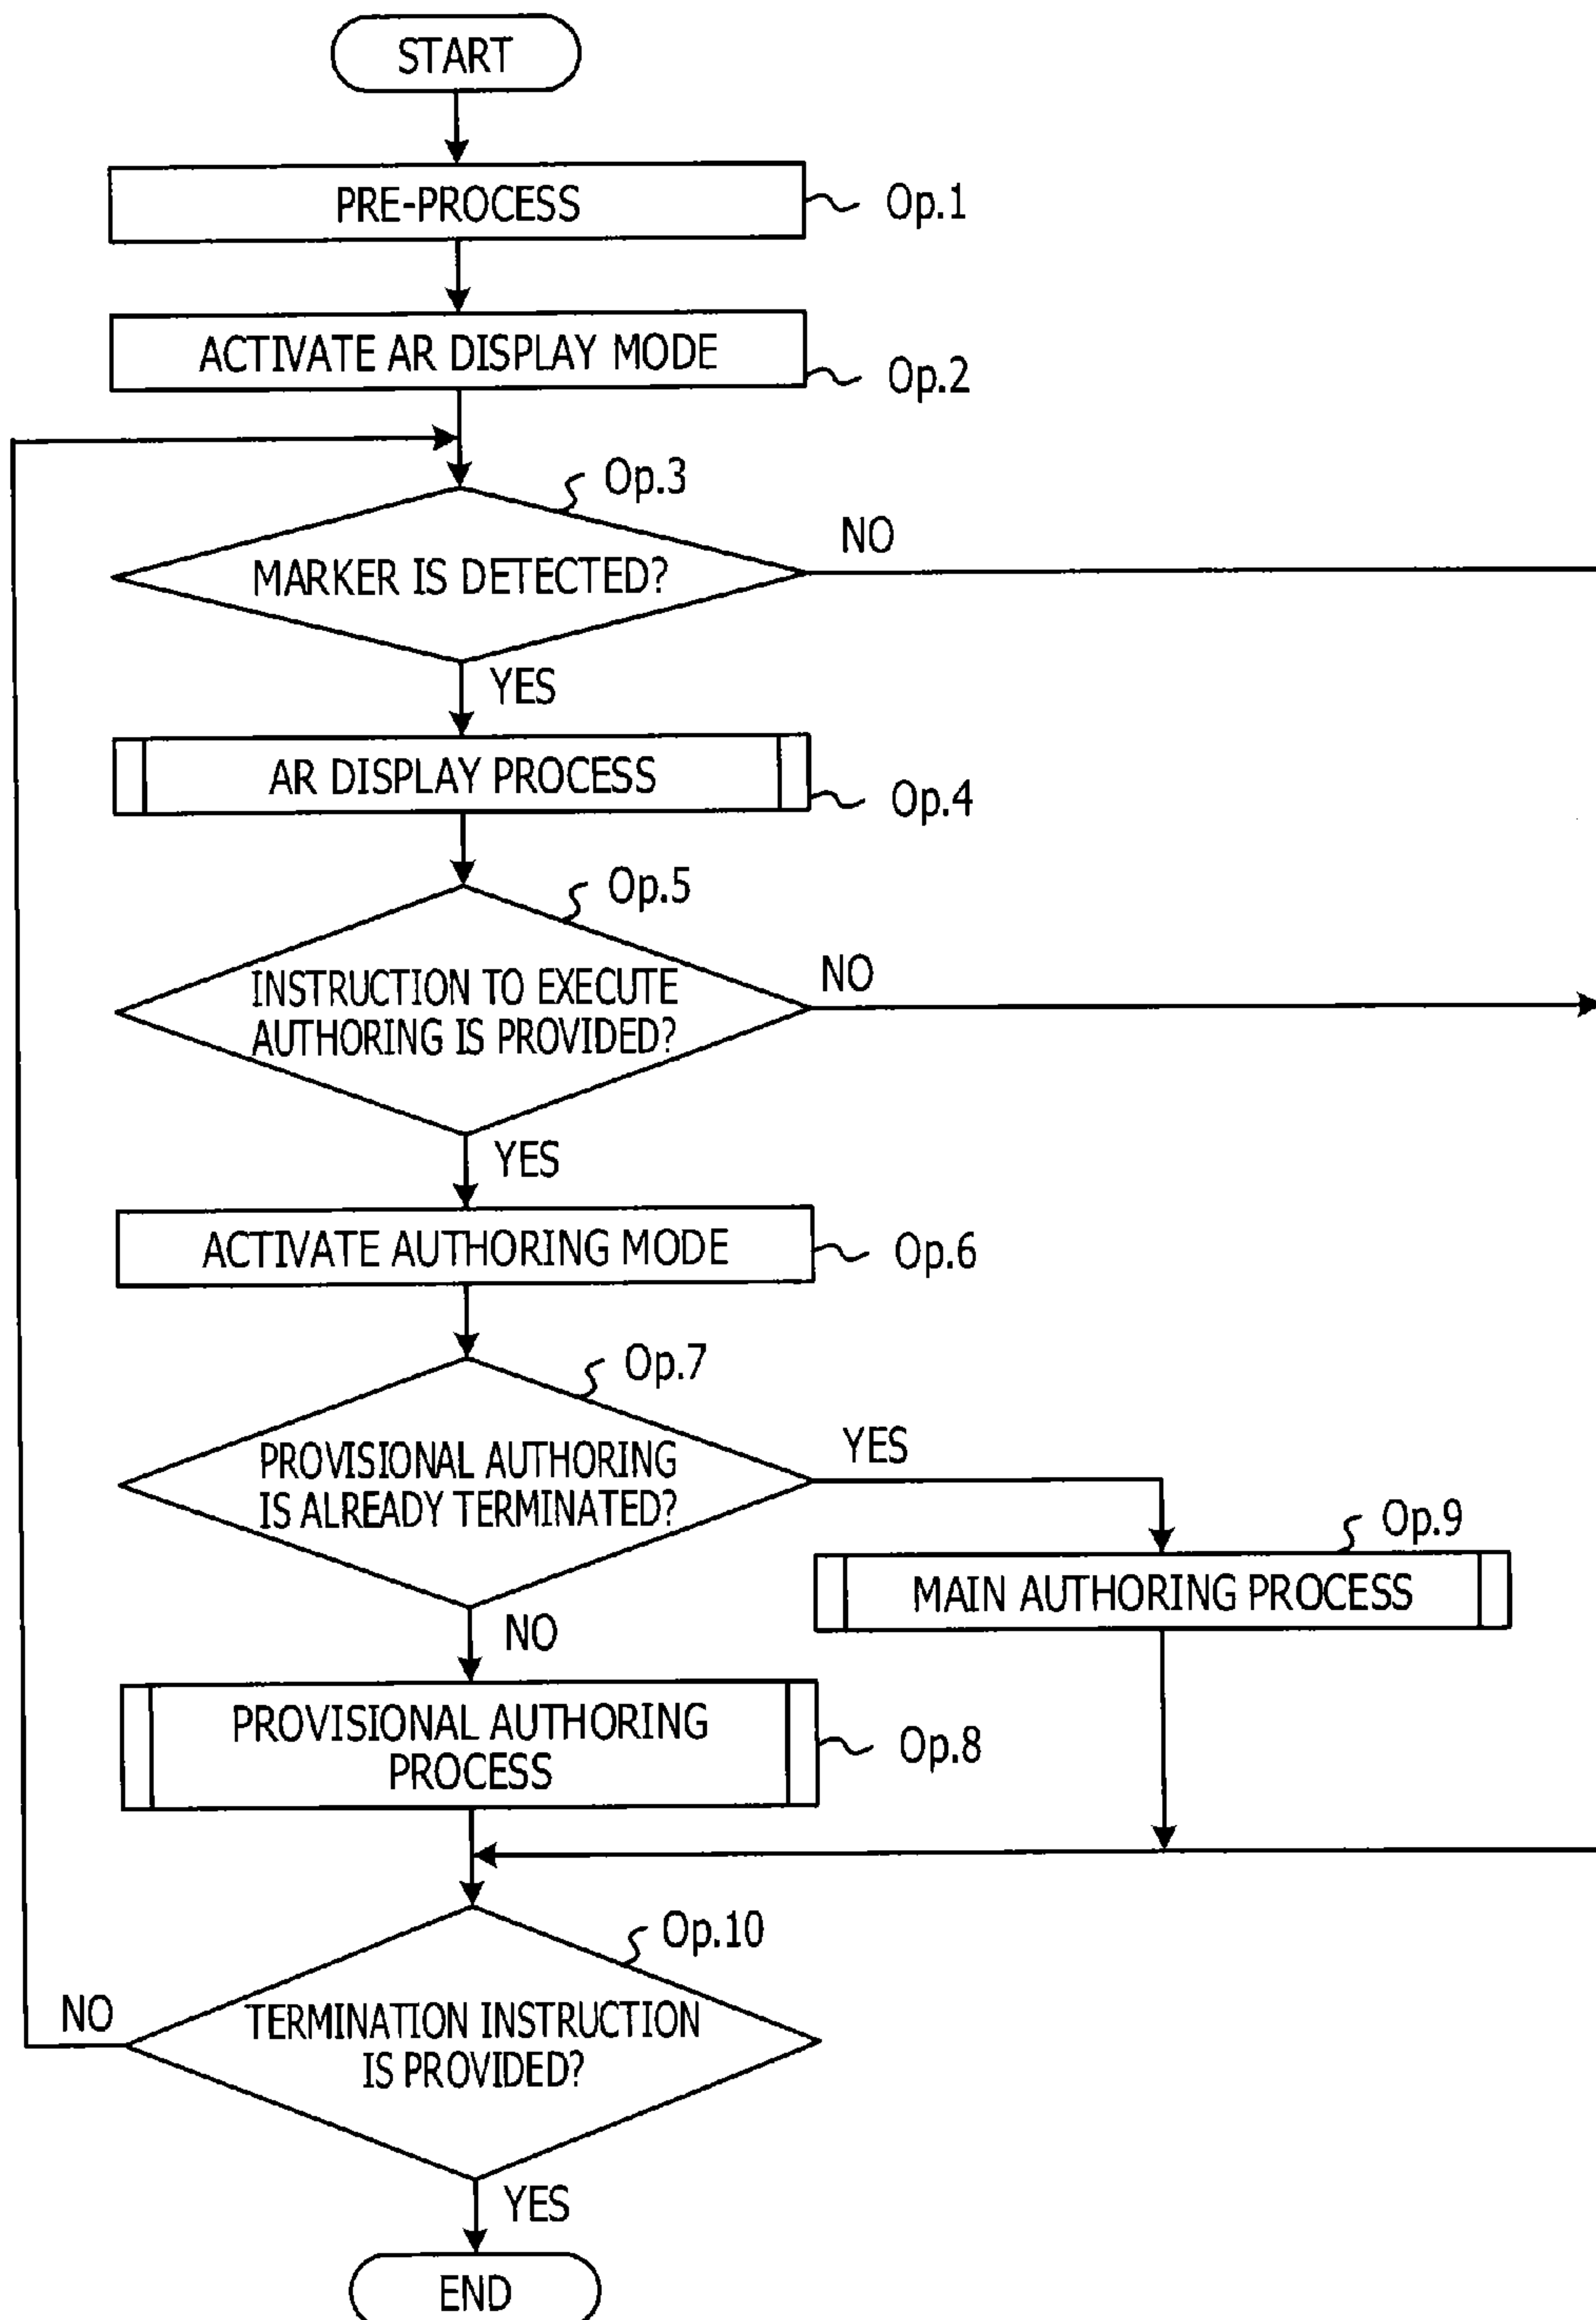 START
PRE-PROCESS
Op.1
ACTIVATE AR DISPLAY MODE
Op.2
Op.3
MARKER IS DETECTED?
NO
YES
AR DISPLAY PROCESS
Op.4
Op.5
INSTRUCTION TO EXECUTE
AUTHORING IS PROVIDED?
NO
YES
ACTIVATE AUTHORING MODE
Op.6
Op.7
PROVISIONAL AUTHORING
IS ALREADY TERMINATED?
YES
NO
Op.9
MAIN AUTHORING PROCESS
PROVISIONAL AUTHORING
PROCESS
Op.8
Op.10
TERMINATION INSTRUCTION
IS PROVIDED?
NO
YES
END